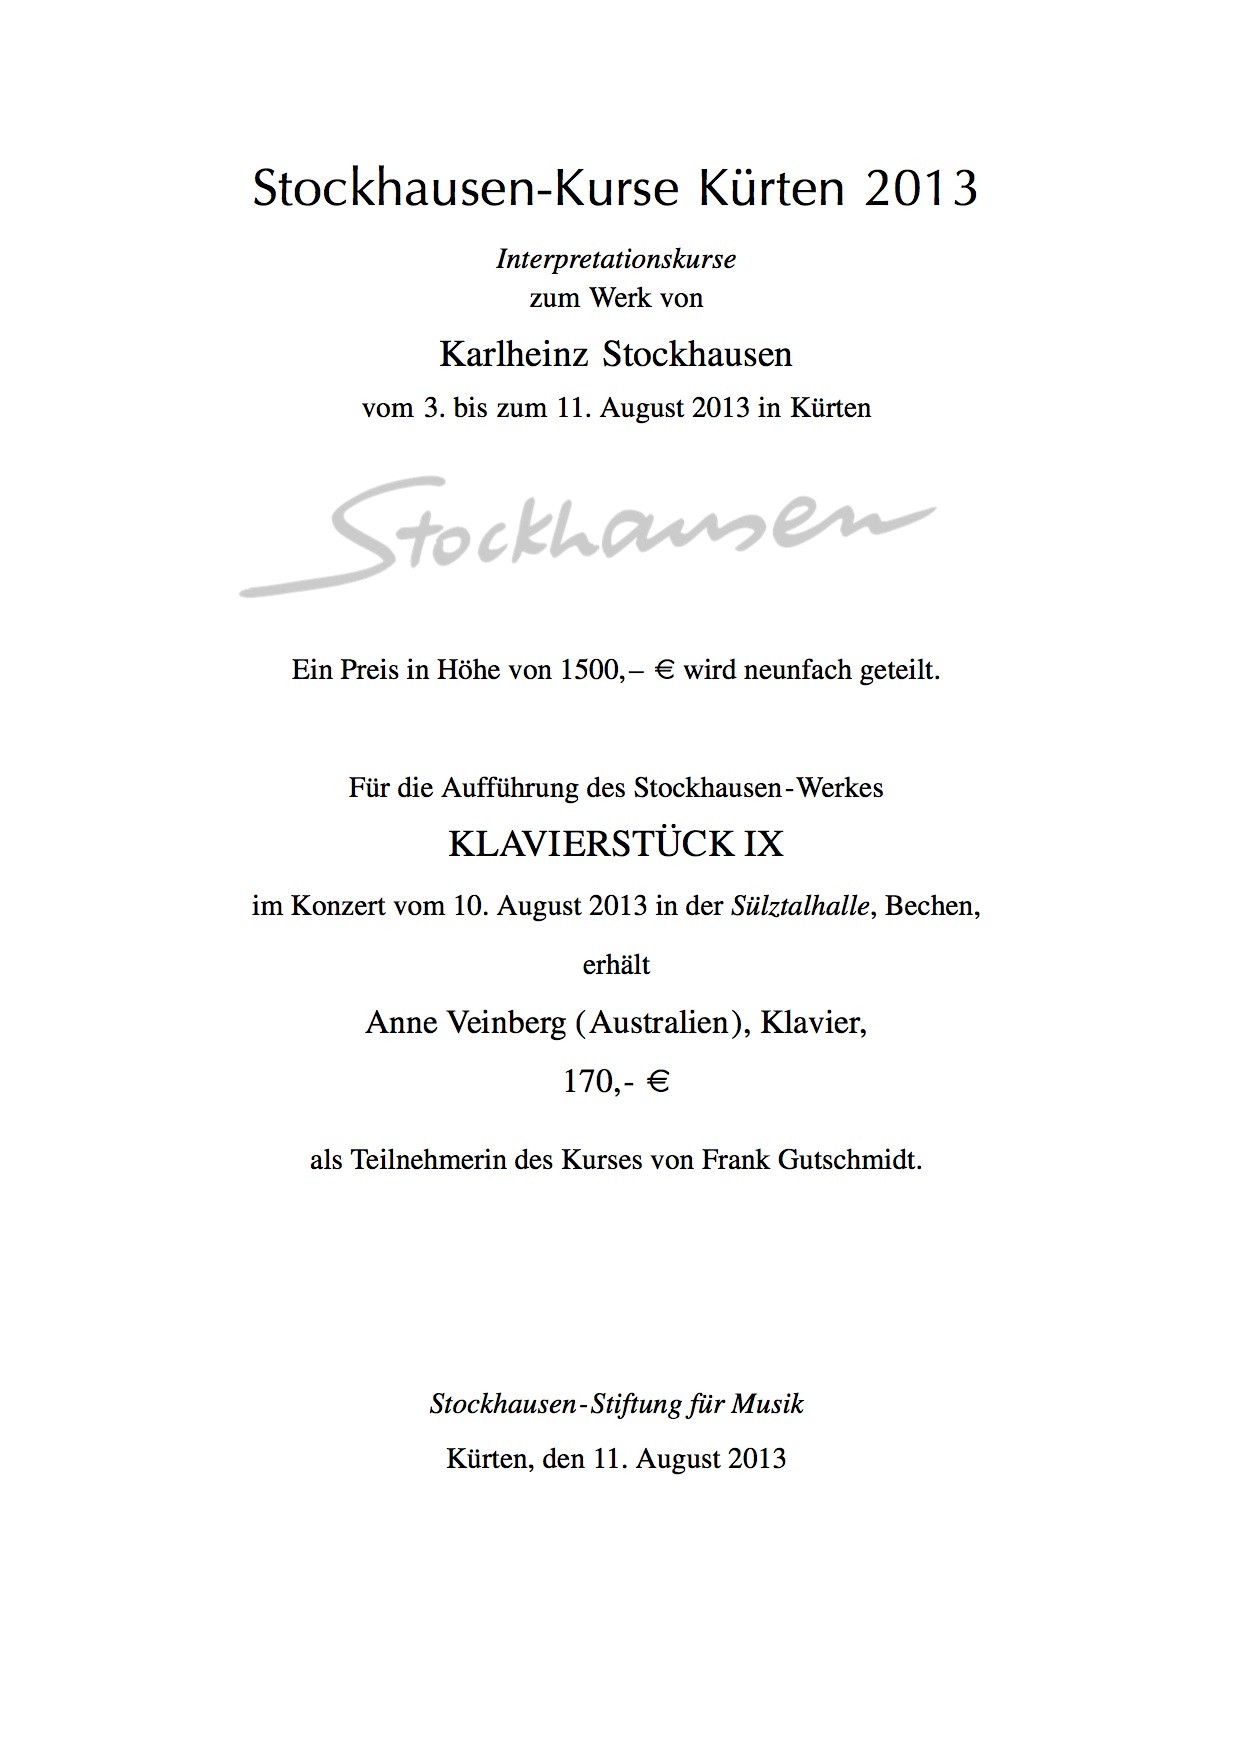 Stockhausen-Kurse Kürten 2013
Interpretationskurse
zum Werk von
Karlheinz Stockhausen
vom 3. bis zum 11. August 2013 in Kürten
Stockhausen
Ein Preis in Höhe von 1500,– € wird neunfach geteilt.
Für die Aufführung des Stockhausen-Werkes
KLAVIERSTÜCK IX
im Konzert vom 10. August 2013 in der Sülztalhalle, Bechen,
erhält
Anne Veinberg (Australien), Klavier,
170,- €
als Teilnehmerin des Kurses von Frank Gutschmidt.
Stockhausen-Stiftung für Musik
Kürten, den 11. August 2013